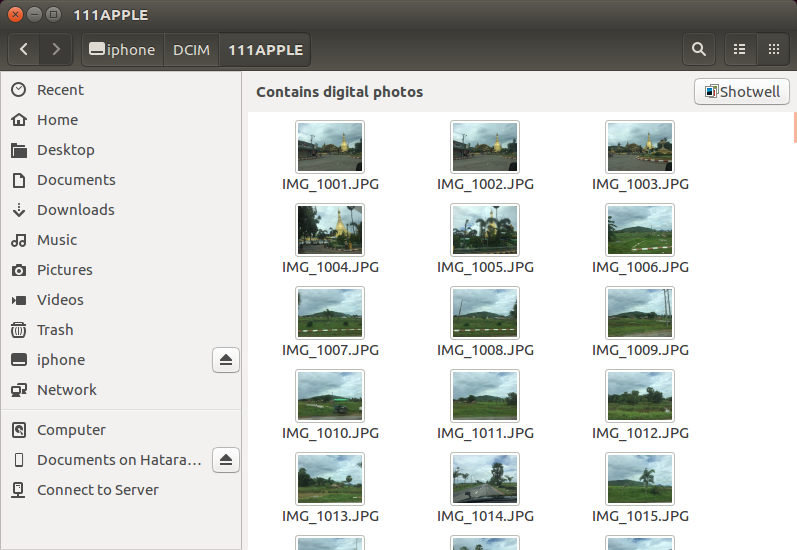 111APPLE
iphone DCIM 111APPLE
Recent
Home
Desktop
Documents
Downloads
Music
Pictures
Videos
Trash
iphone
Network
Computer
Documents on Hatara...
Connect to Server
Contains digital photos Shotwell
IMG_1001.JPG IMG_1002.JPG IMG_1003.JPG
IMG_1004.JPG IMG_1005.JPG IMG_1006.JPG
IMG_1007.JPG IMG_1008.JPG IMG_1009.JPG
IMG_1010.JPG IMG_1011.JPG IMG_1012.JPG
IMG_1013.JPG IMG_1014.JPG IMG_1015.JPG